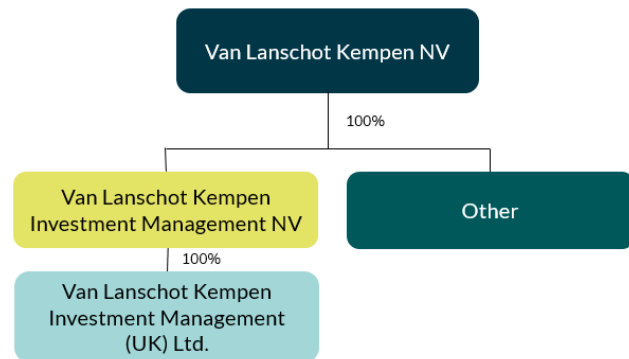 Van Lanschot Kempen NV
100%
Van Lanschot Kempen
Investment Management NV
Other
100%
Van Lanschot Kempen
Investment Management
(UK) Ltd.